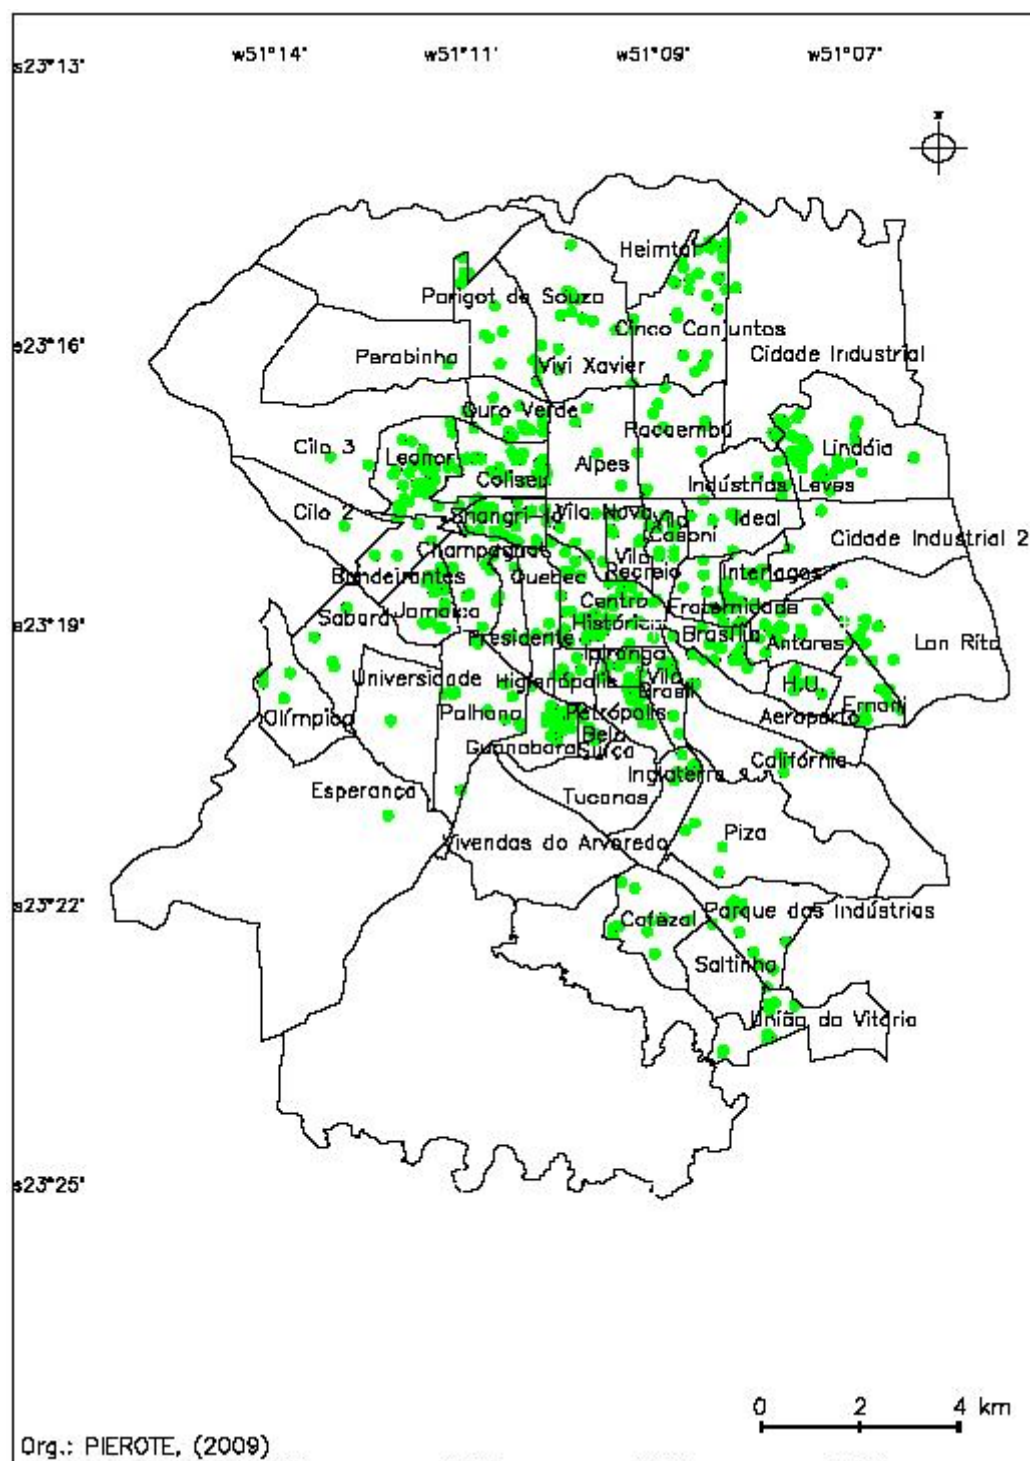 w51°14' w51°11' w51°09' w51°07'
s23°13'
Heimtal
Parigot de Souza
Cinco Conjuntos
s23°16'
Perobinha
Vivi Xavier
Cidade Industrial
Ouro Verde
Pacaembú
Cilo 3
Leonor
Alpes
Lindóia
Coliseu
Indústrias Leves
Cilo 2
Shangri-la
Vila Nova
Vila
Casoni
Ideal
Cidade Industrial 2
Champagnat
Vila
Recreio
Bandeirantes
Quebec
Interlagos
Sabará
Jamaica
Centro
Histórico
Fraternidade
s23°19'
Presidente
Brasília
Antares
Lon Rita
Ipiranga
Universidade
Higienópolis
Vila
Brasil
H.U.
Ernani
Olímpico
Palhano
Petrópolis
Aeroporto
Guanabara
Bela
Suíça
Califórnia
Esperança
Inglaterra
Tucanos
Vivendas do Arvoredo
Piza
s23°22'
Cafezal
Parque das Indústrias
Saltinho
União da Vitória
s23°25'
0 2 4 km
Org.: PIEROTE, (2009)